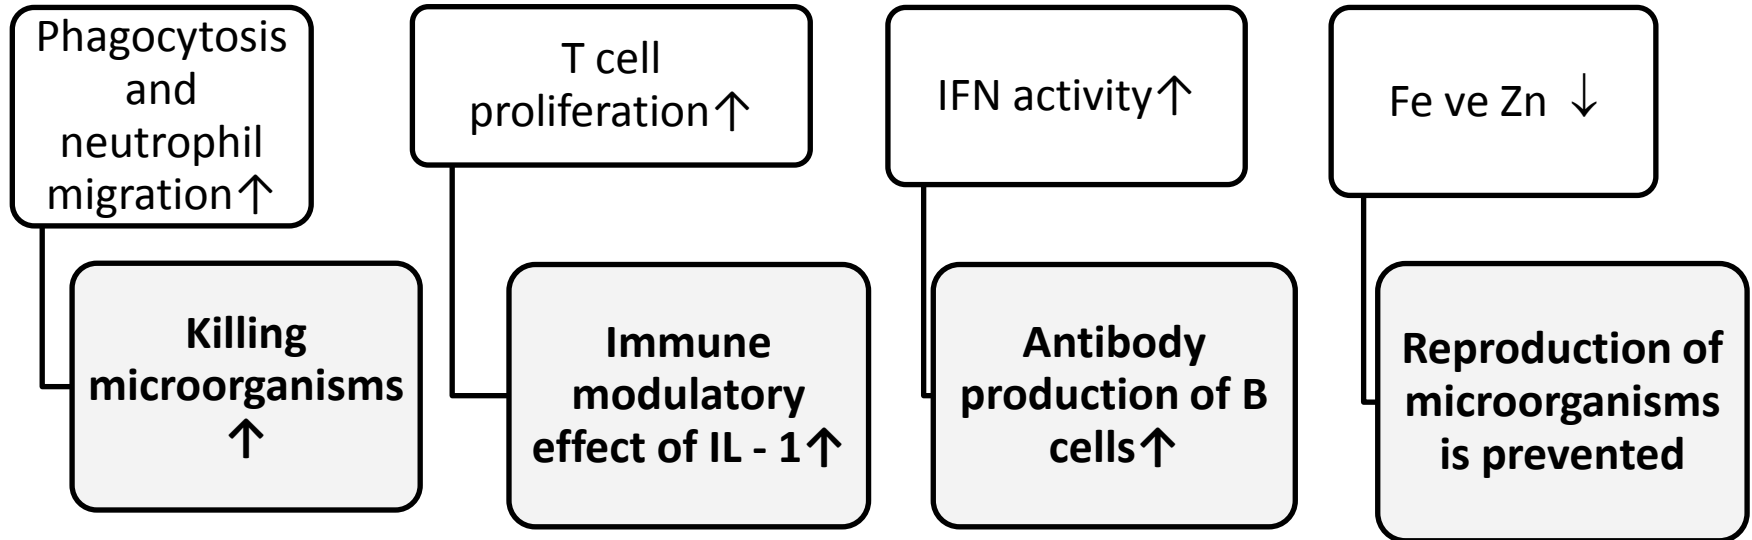 Phagocytosis
and
neutrophil
migration↑
Killing
microorganisms
↑
T cell
proliferation↑
Immune
modulatory
effect of IL - 1↑
IFN activity↑
Antibody
production of B
cells↑
Fe ve Zn ↓
Reproduction of
microorganisms
is prevented